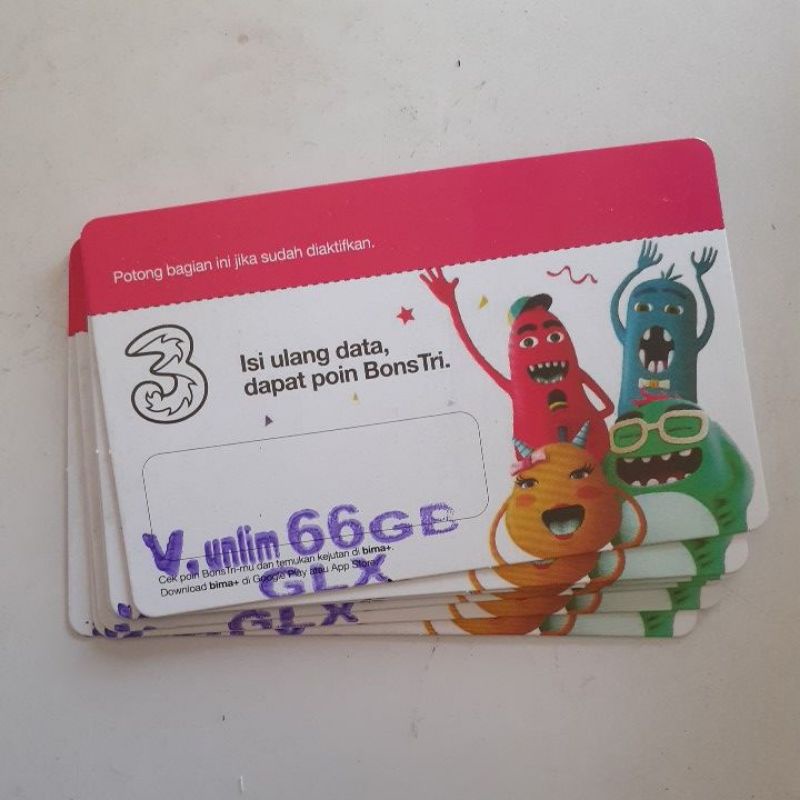 Potong bagian ini jika sudah diaktifkan.
3
Isi ulang data,
dapat poin BonsTri.
V. unlim 66GB
Cek poin BonsTri-mu dan temukan kejutan di bima+.
Download bima+ di Google Play atau App Store.
GLX
GLX